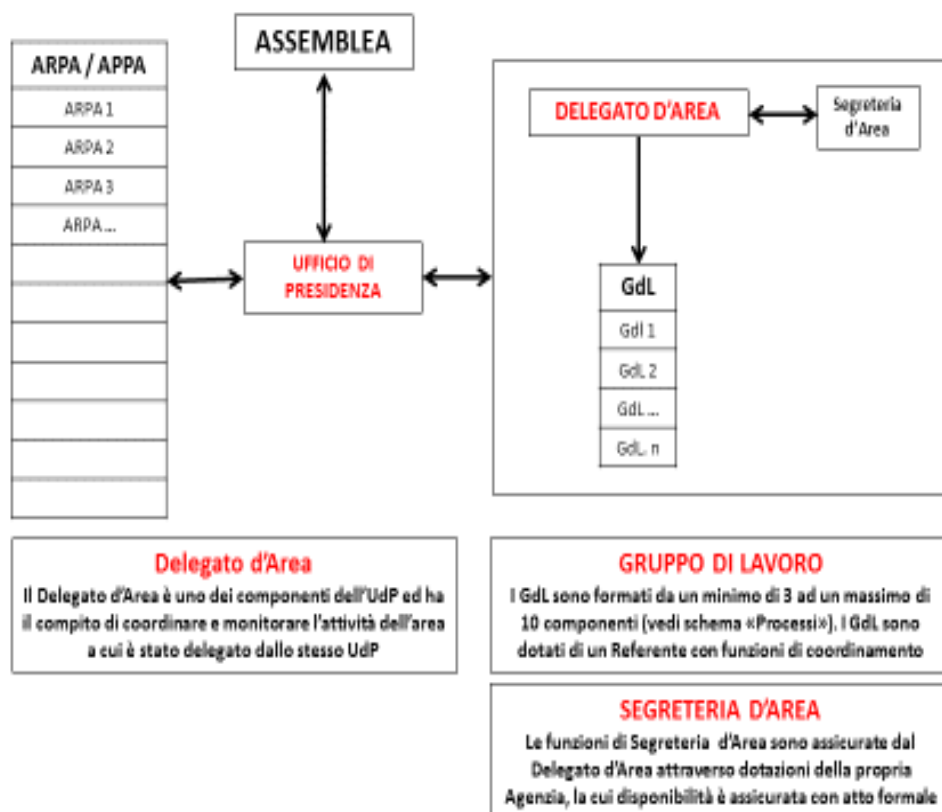 ARPA / APPA
ARPA 1
ARPA 2
ARPA 3
ARPA ...
ASSEMBLEA
UFFICIO DI
PRESIDENZA
DELEGATO D'AREA
Segreteria
d'Area
GdL
Gdl 1
GdL 2
GdL ...
GdL. n
Delegato d'Area
Il Delegato d'Area è uno dei componenti dell'UdP ed ha
il compito di coordinare e monitorare l'attività dell'area
a cui è stato delegato dallo stesso UdP
GRUPPO DI LAVORO
I GdL sono formati da un minimo di 3 ad un massimo di
10 componenti (vedi schema «Processi»). I GdL sono
dotati di un Referente con funzioni di coordinamento
SEGRETERIA D'AREA
Le funzioni di Segreteria d'Area sono assicurate dal
Delegato d'Area attraverso dotazioni della propria
Agenzia, la cui disponibilità è assicurata con atto formale